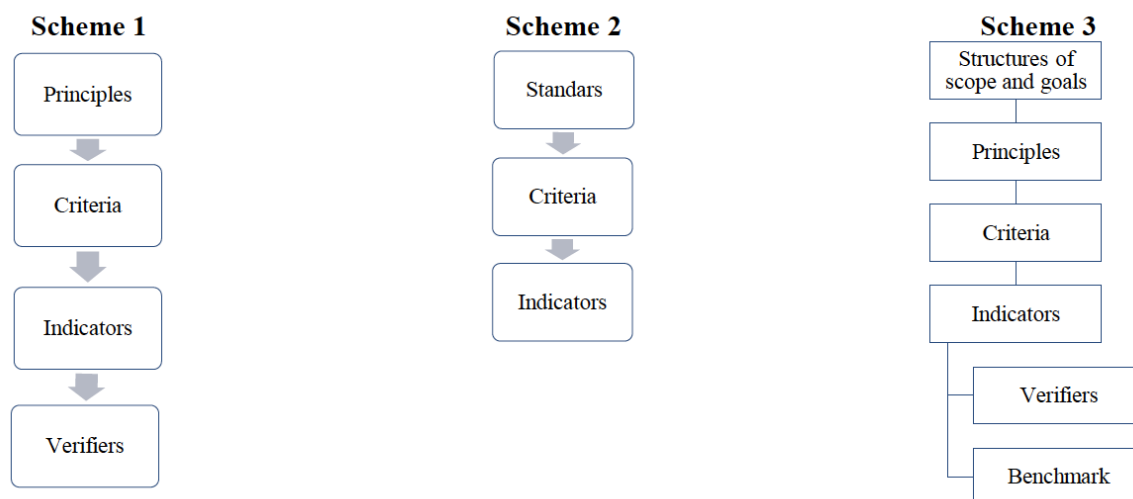 Scheme 1
Principles
Criteria
Indicators
Verifiers
Scheme 2
Standars
Criteria
Indicators
Scheme 3
Structures of
scope and goals
Principles
Criteria
Indicators
Verifiers
Benchmark